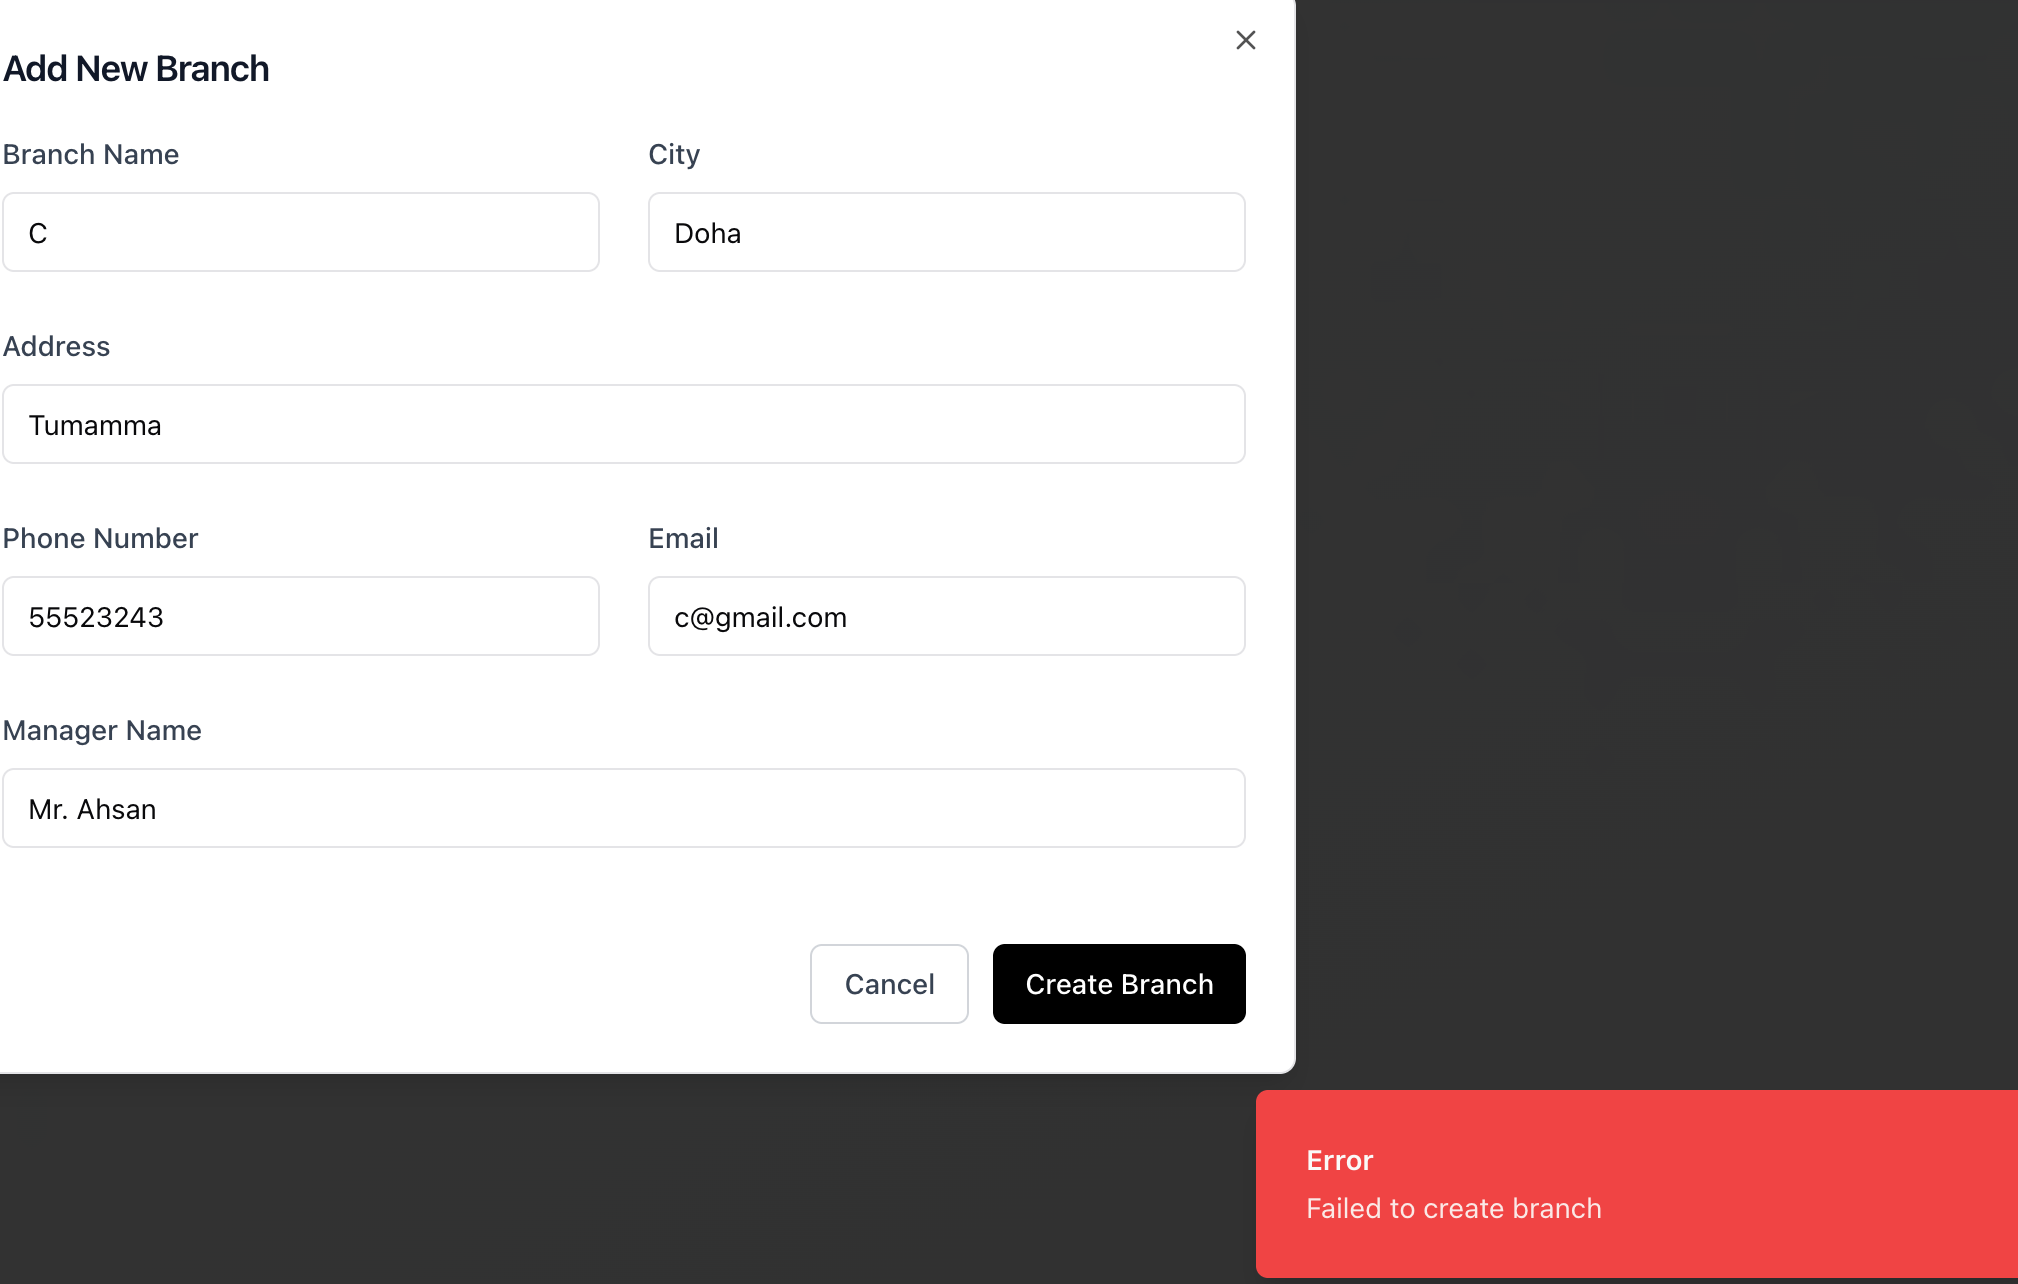 Add New Branch
Branch Name
City
C
Doha
Address
Tumamma
Phone Number
Email
55523243
c@gmail.com
Manager Name
Mr. Ahsan
Cancel
Create Branch
Error
Failed to create branch